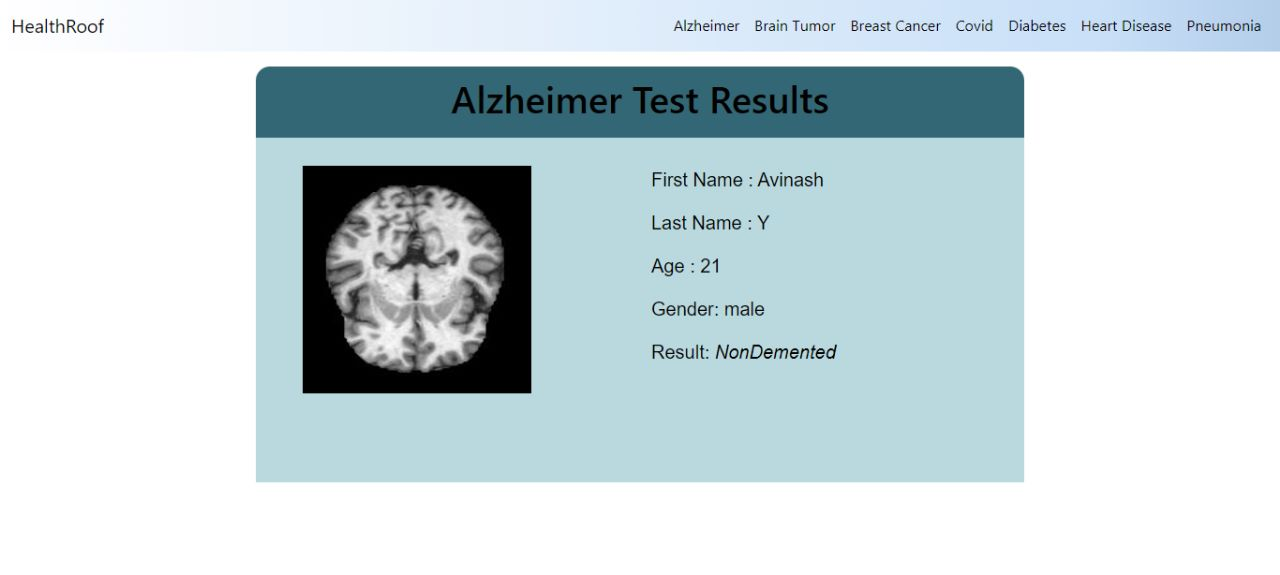 HealthRoof
Alzheimer Brain Tumor Breast Cancer Covid Diabetes Heart Disease Pneumonia
Alzheimer Test Results
First Name : Avinash
Last Name : Y
Age : 21
Gender: male
Result: NonDemented